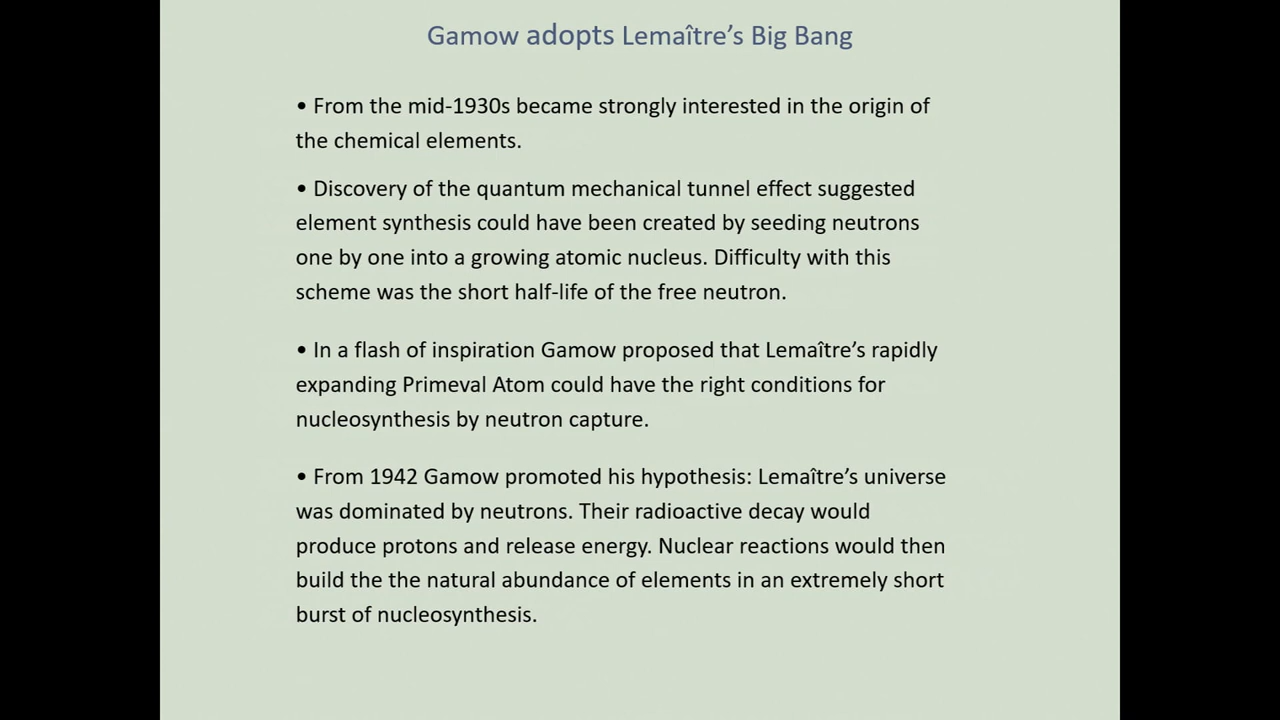 Gamow adopts Lemaître’s Big Bang
• From the mid-1930s became strongly interested in the origin of
the chemical elements.
• Discovery of the quantum mechanical tunnel effect suggested
element synthesis could have been created by seeding neutrons
one by one into a growing atomic nucleus. Difficulty with this
scheme was the short half-life of the free neutron.
• In a flash of inspiration Gamow proposed that Lemaître’s rapidly
expanding Primeval Atom could have the right conditions for
nucleosynthesis by neutron capture.
• From 1942 Gamow promoted his hypothesis: Lemaître’s universe
was dominated by neutrons. Their radioactive decay would
produce protons and release energy. Nuclear reactions would then
build the the natural abundance of elements in an extremely short
burst of nucleosynthesis.